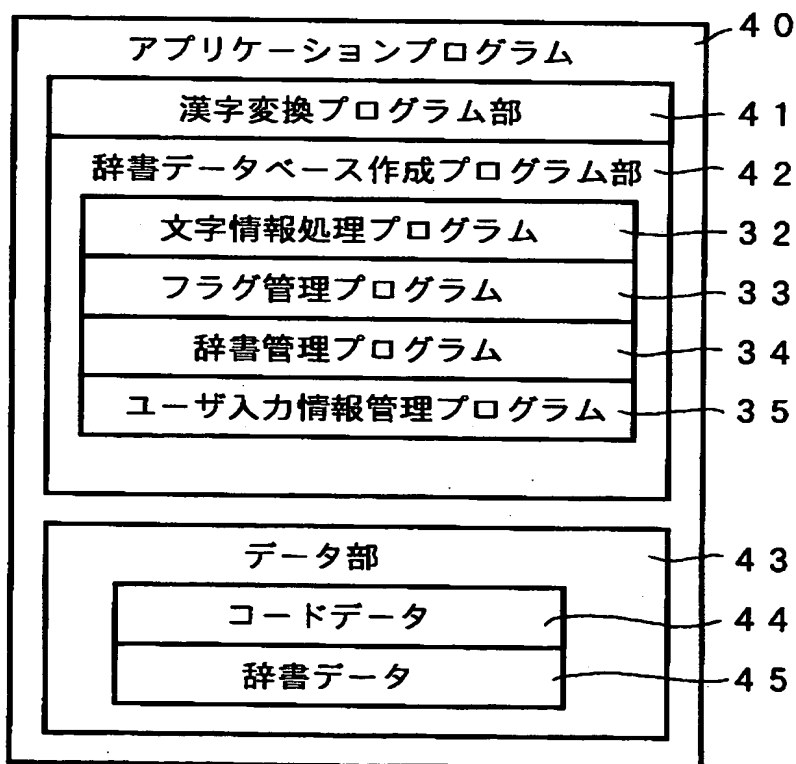 アプリケーションプログラム 40
漢字変換プログラム部 41
辞書データベース作成プログラム部 42
文字情報処理プログラム 32
フラグ管理プログラム 33
辞書管理プログラム 34
ユーザ入力情報管理プログラム 35
データ部 43
コードデータ 44
辞書データ 45